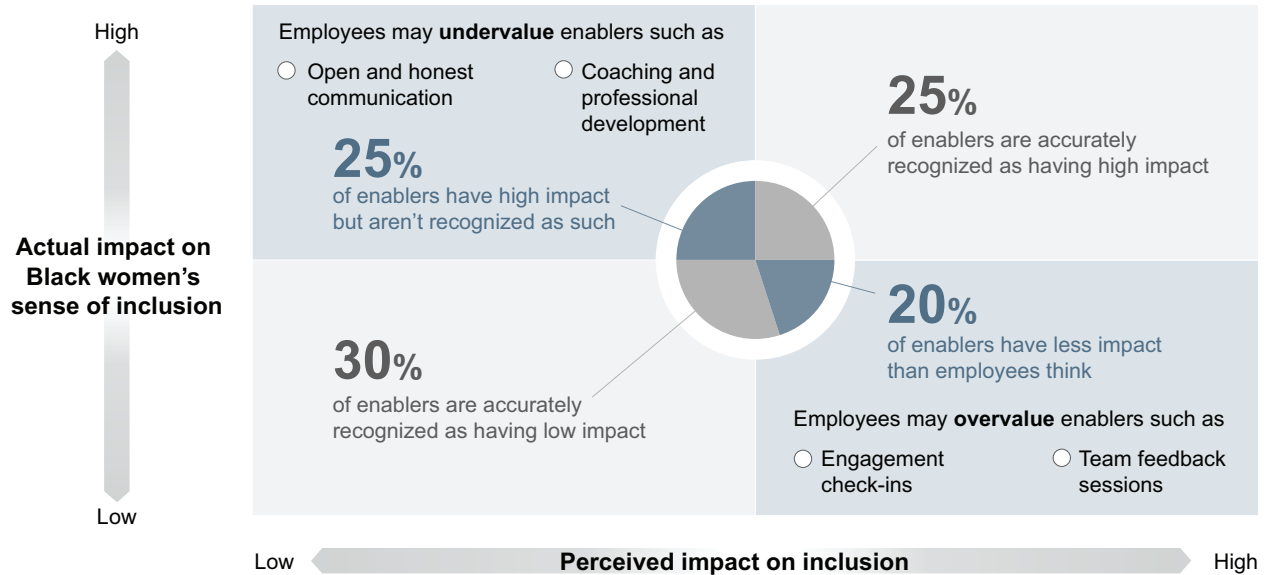 High
Actual impact on
Black women’s
sense of inclusion
Low
Employees may undervalue enablers such as
Open and honest
communication
Coaching and
professional
development
25%
of enablers have high impact
but aren’t recognized as such
25%
of enablers are accurately
recognized as having high impact
30%
of enablers are accurately
recognized as having low impact
20%
of enablers have less impact
than employees think
Employees may overvalue enablers such as
Engagement
check-ins
Team feedback
sessions
Low
Perceived impact on inclusion
High